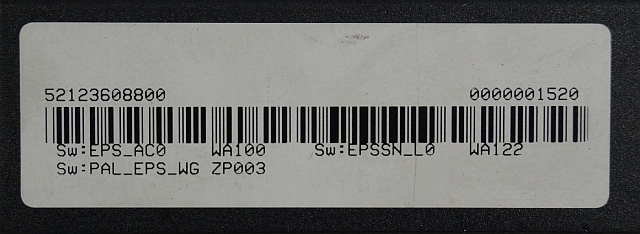 52123608800 0000001520
Sw:EPS_AC0 WA100 Sw:EPSSN_L0 WA122
Sw:PAL_EPS_WG ZP003